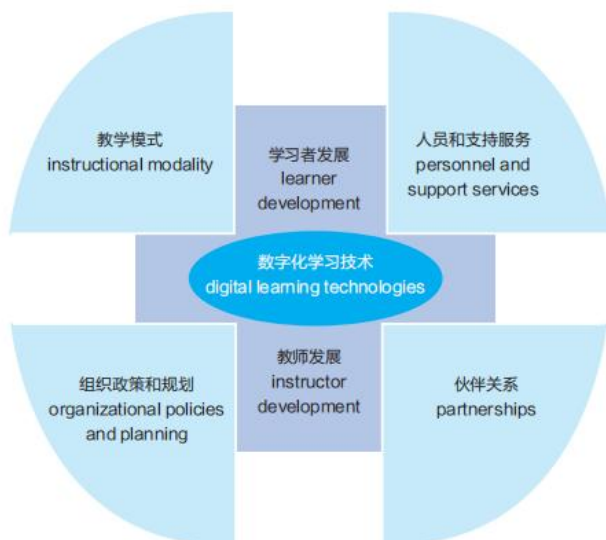 教学模式
instructional modality
学习者发展
learner
development
人员和支持服务
personnel and
support services
数字化学习技术
digital learning technologies
组织政策和规划
organizational policies
and planning
教师发展
instructor
development
伙伴关系
partnerships